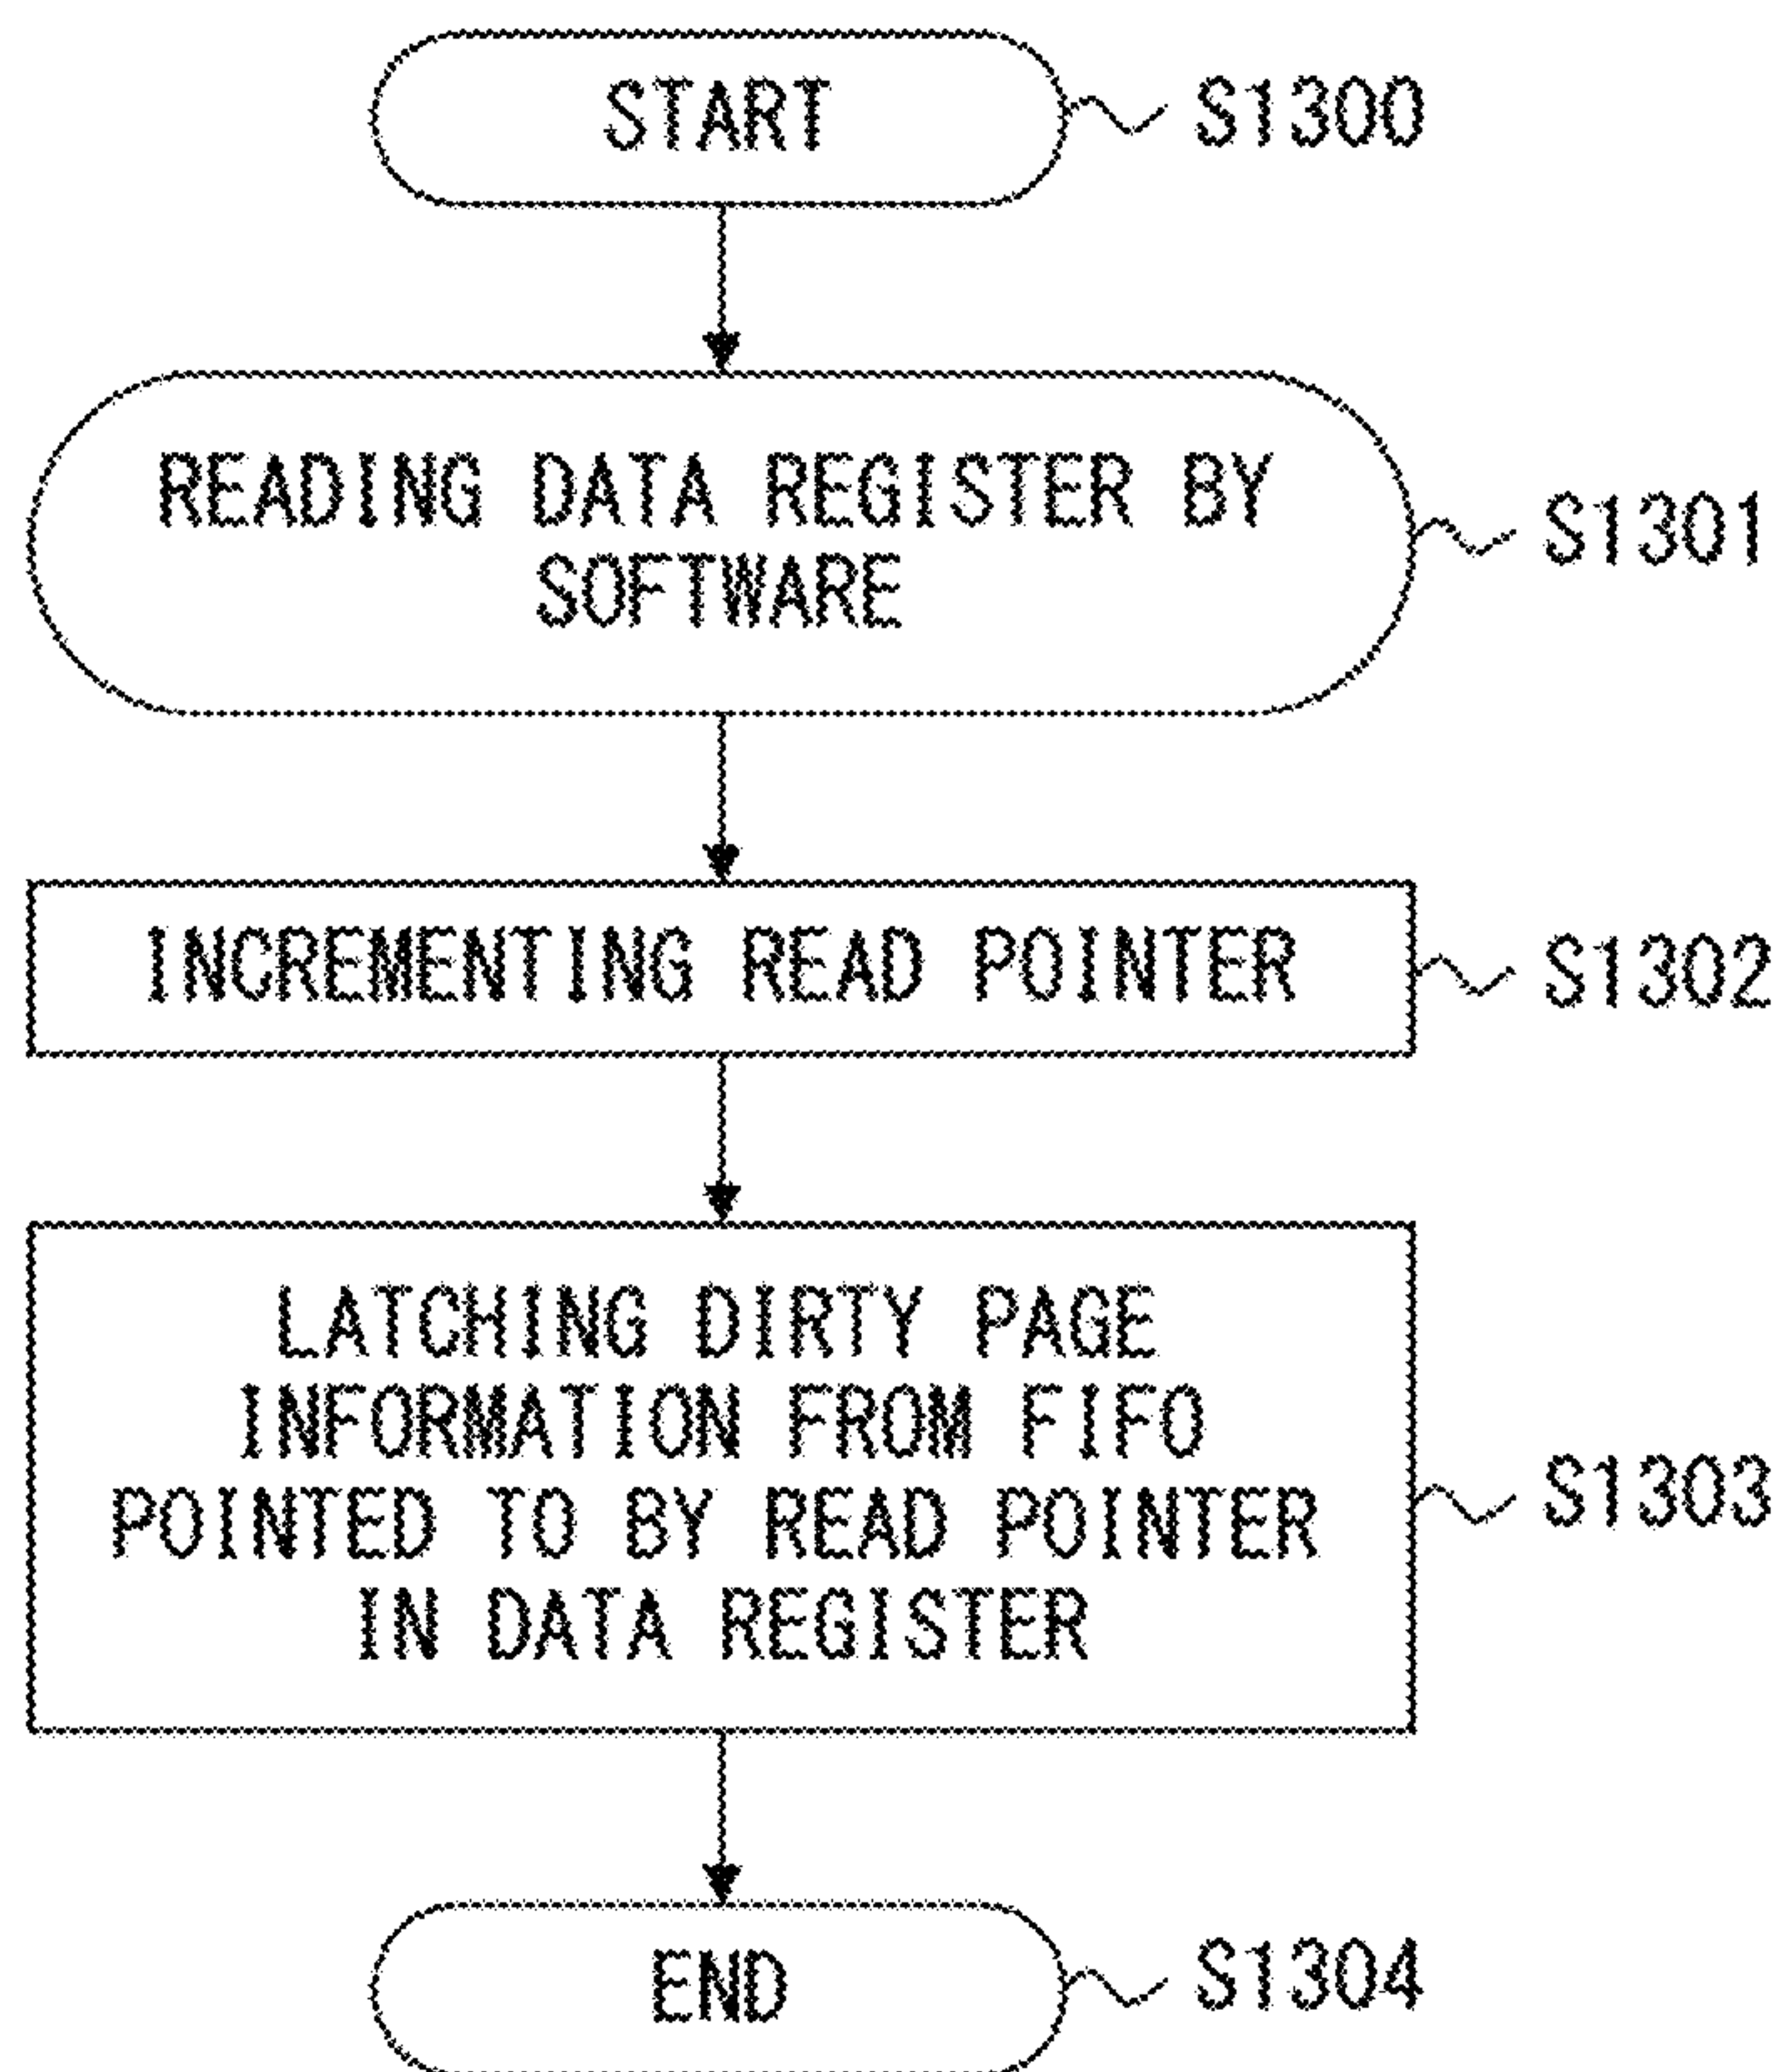 START
S1300
READING DATA REGISTER BY
SOFTWARE
S1301
INCREMENTING READ POINTER
S1302
LATCHING DIRTY PAGE
INFORMATION FROM FIFO
POINTED TO BY READ POINTER
IN DATA REGISTER
S1303
END
S1304